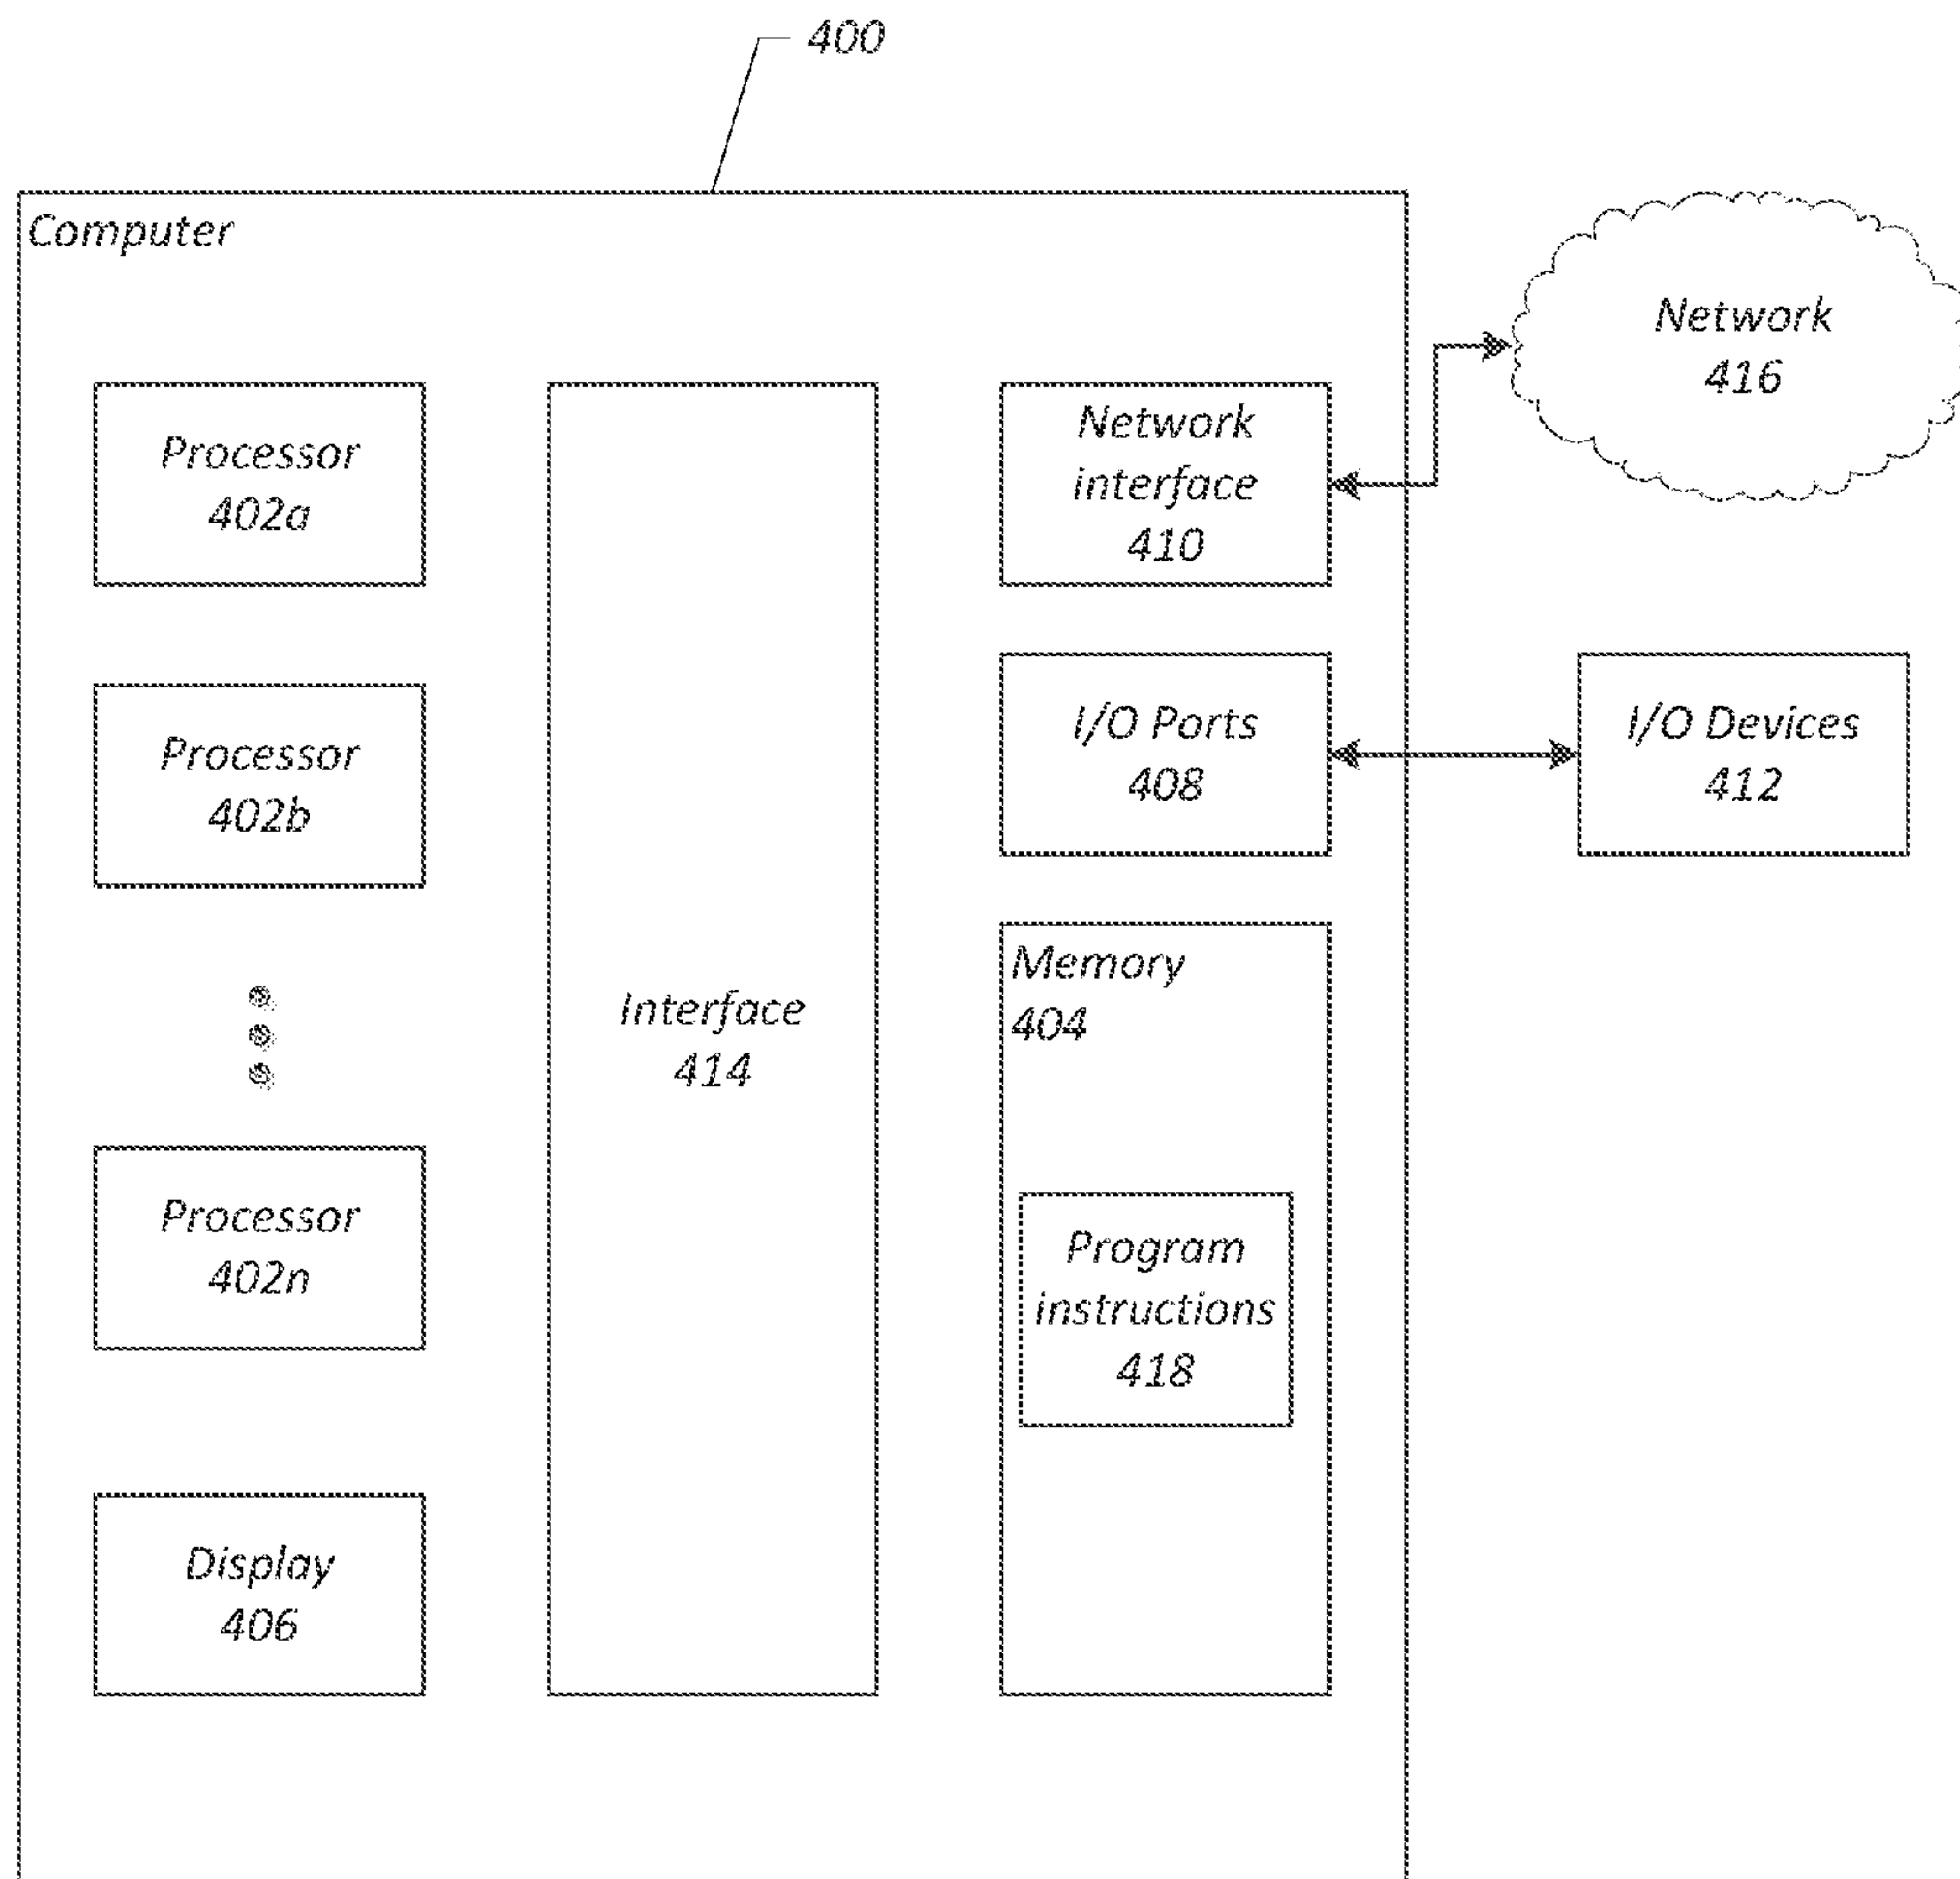 400
Computer
Processor
402a
Processor
402b
Processor
402n
Display
406
Interface
414
Network
interface
410
I/O Ports
408
Memory
404
Program
instructions
418
Network
416
I/O Devices
412